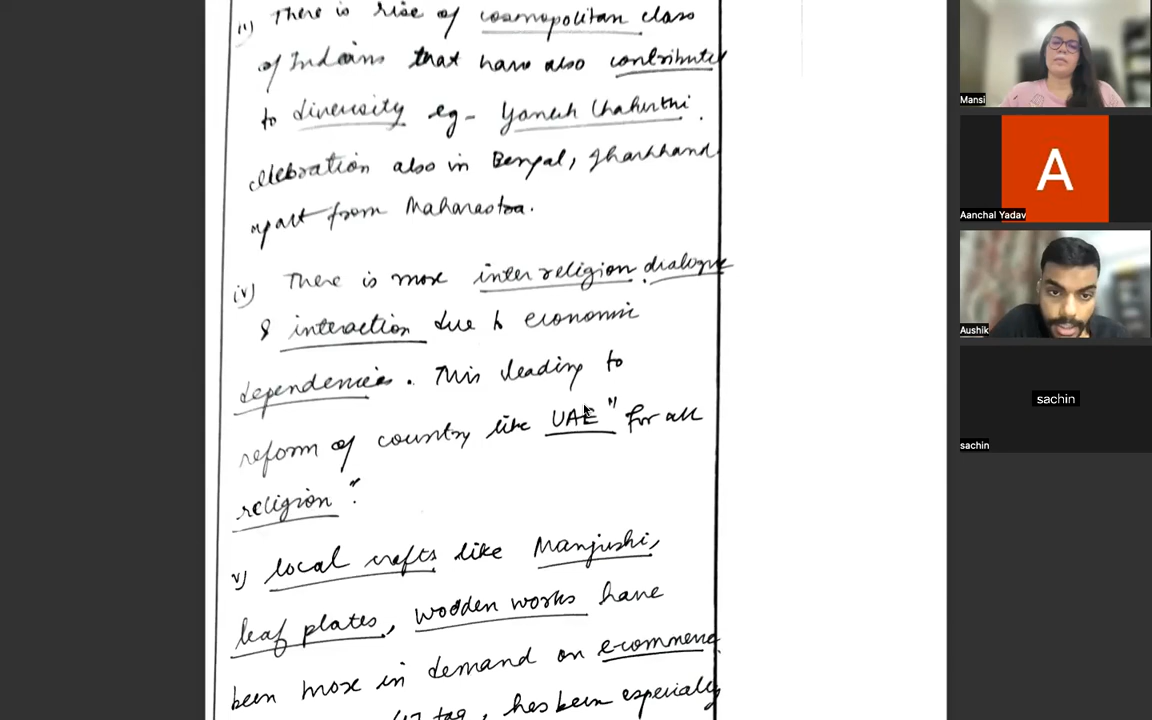 There is rise of cosmopolitan class
of Indians that have also contribute
to diversity eg - Ganesh Chahurthi
celebration also in Bengal, Jharkhand
apart from Maharastra.
iv) There is more inter religion dialogue
& interaction due to economic
dependencies. This leading to
reform of country like UAE "for all
religion".
v) local crafts like Manjushi,
leaf plates, wooden works have
been more in demand on e-commerce
tag, has been especially
Mansi
A
Aanchal Yadav
Aushik
sachin
sachin